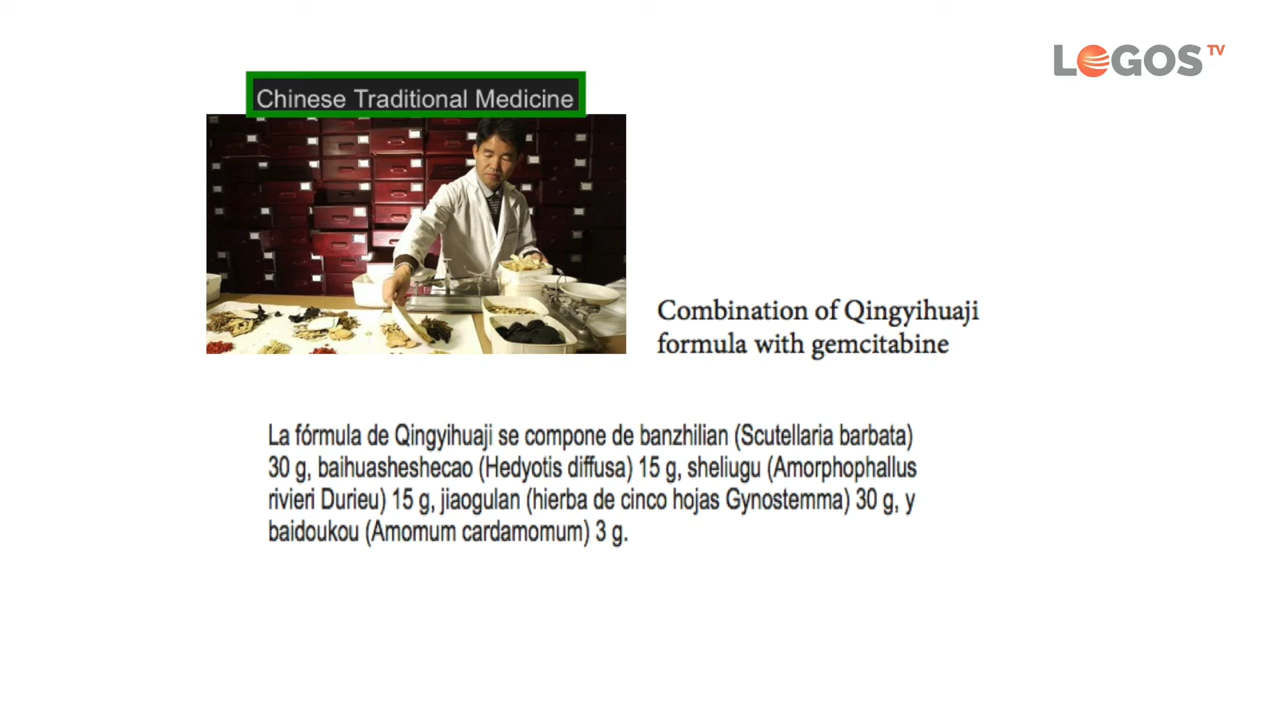 LOGOS TV
Chinese Traditional Medicine
Combination of Qingyihuaji
formula with gemcitabine
La fórmula de Qingyihuaji se compone de banzhilian (Scutellaria barbata)
30 g, baihuasheshecao (Hedyotis diffusa) 15 g, sheliugu (Amorphophallus
rivieri Durieu) 15 g, jiaogulan (hierba de cinco hojas Gynostemma) 30 g, y
baidoukou (Amomum cardamomum) 3 g.